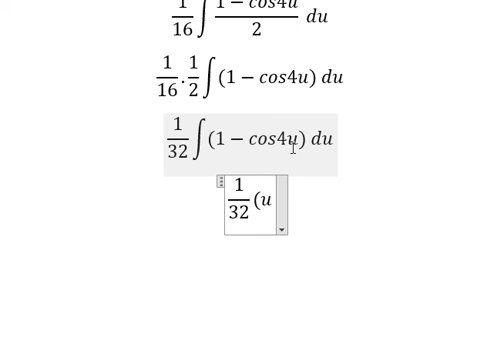 1/16 ∫ (1 − cos4u)/2 du
1/16 . 1/2 ∫ (1 − cos4u) du
1/32 ∫ (1 − cos4u) du
1/32 (u